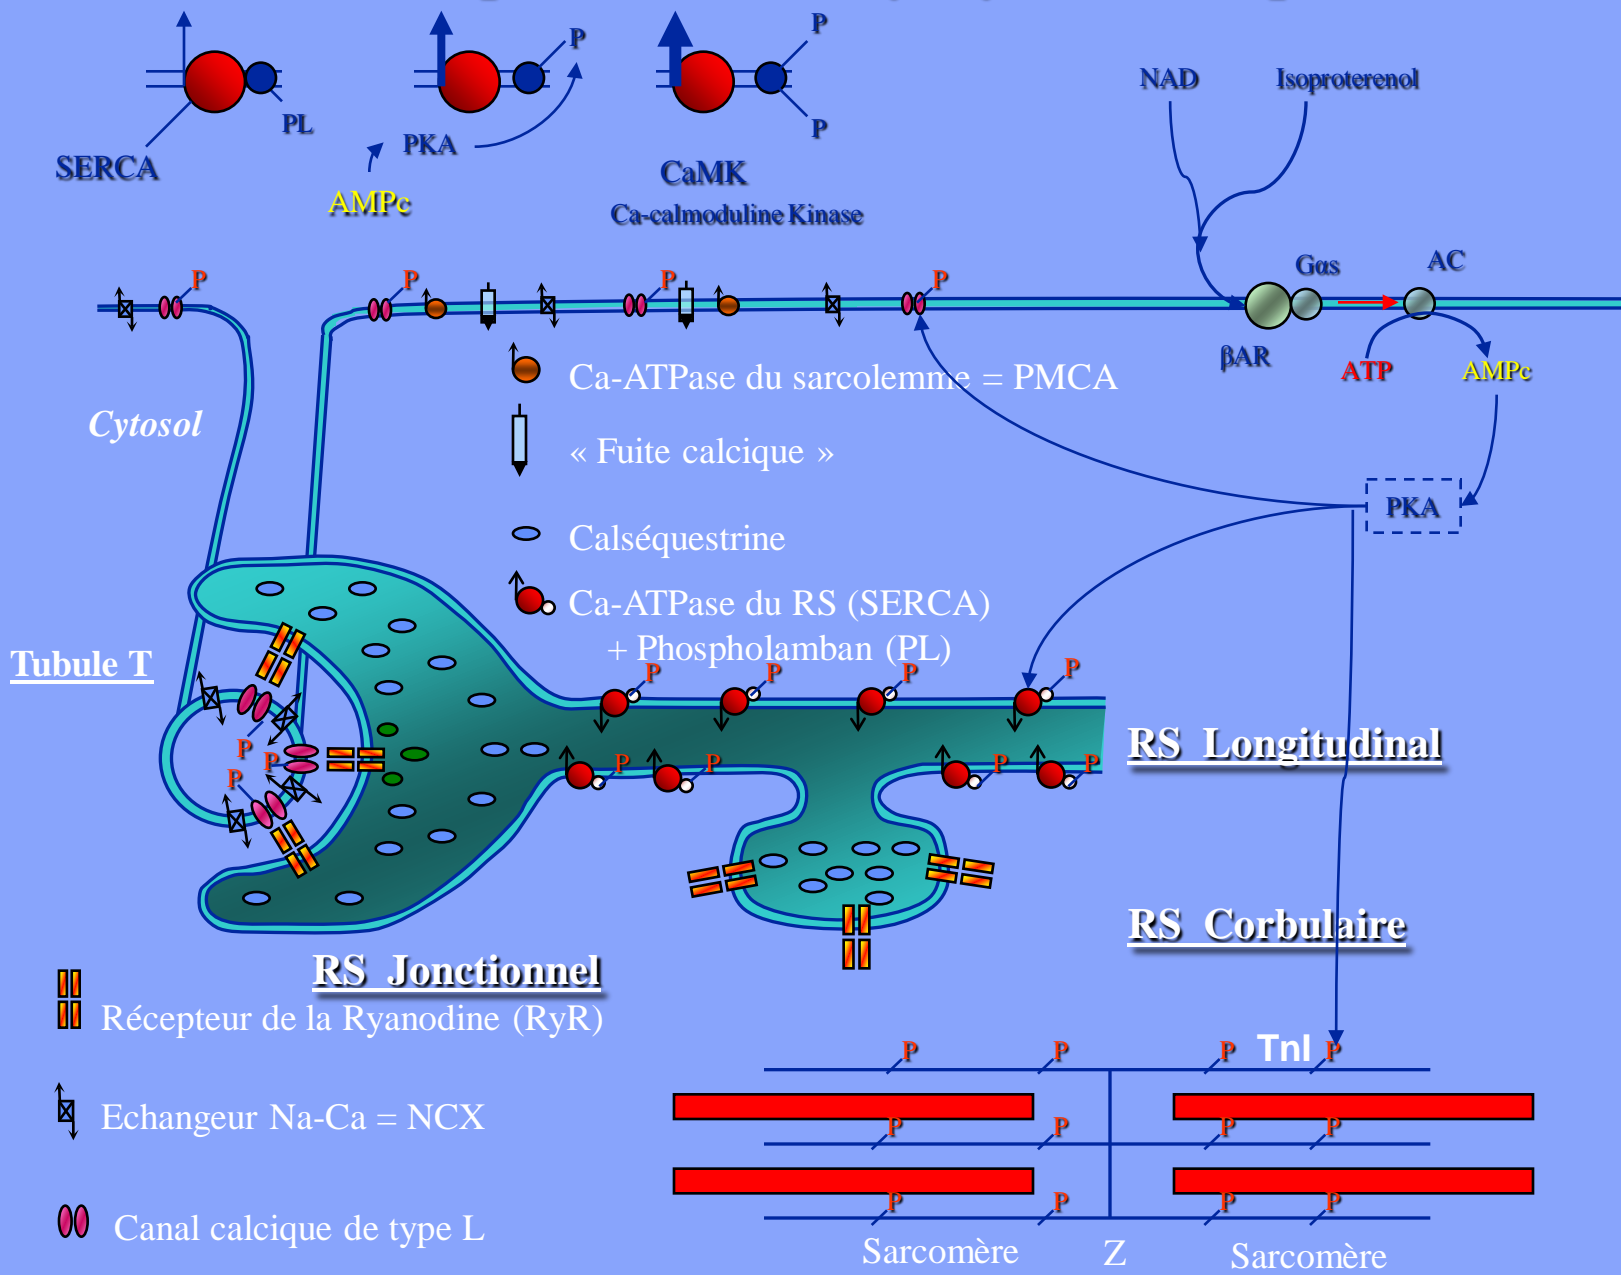 P
P
NAD
Isoproterenol
PL
PKA
P
SERCA
CaMK
AMPc
Ca-calmoduline Kinase
Gαs
AC
P
P
P
P
βAR
ATP
AMPc
Ca-ATPase du sarcolemme = PMCA
Cytosol
« Fuite calcique »
PKA
Calséquestrine
Ca-ATPase du RS (SERCA)
+ Phospholamban (PL)
Tubule T
P
P
P
P
P
P
P
RS Longitudinal
P
P
P
P
RS Corbulaire
RS Jonctionnel
Récepteur de la Ryanodine (RyR)
P
P
P
TnI
P
Echangeur Na-Ca = NCX
P
P
P
P
P
P
P
P
Canal calcique de type L
Sarcomère
Z
Sarcomère